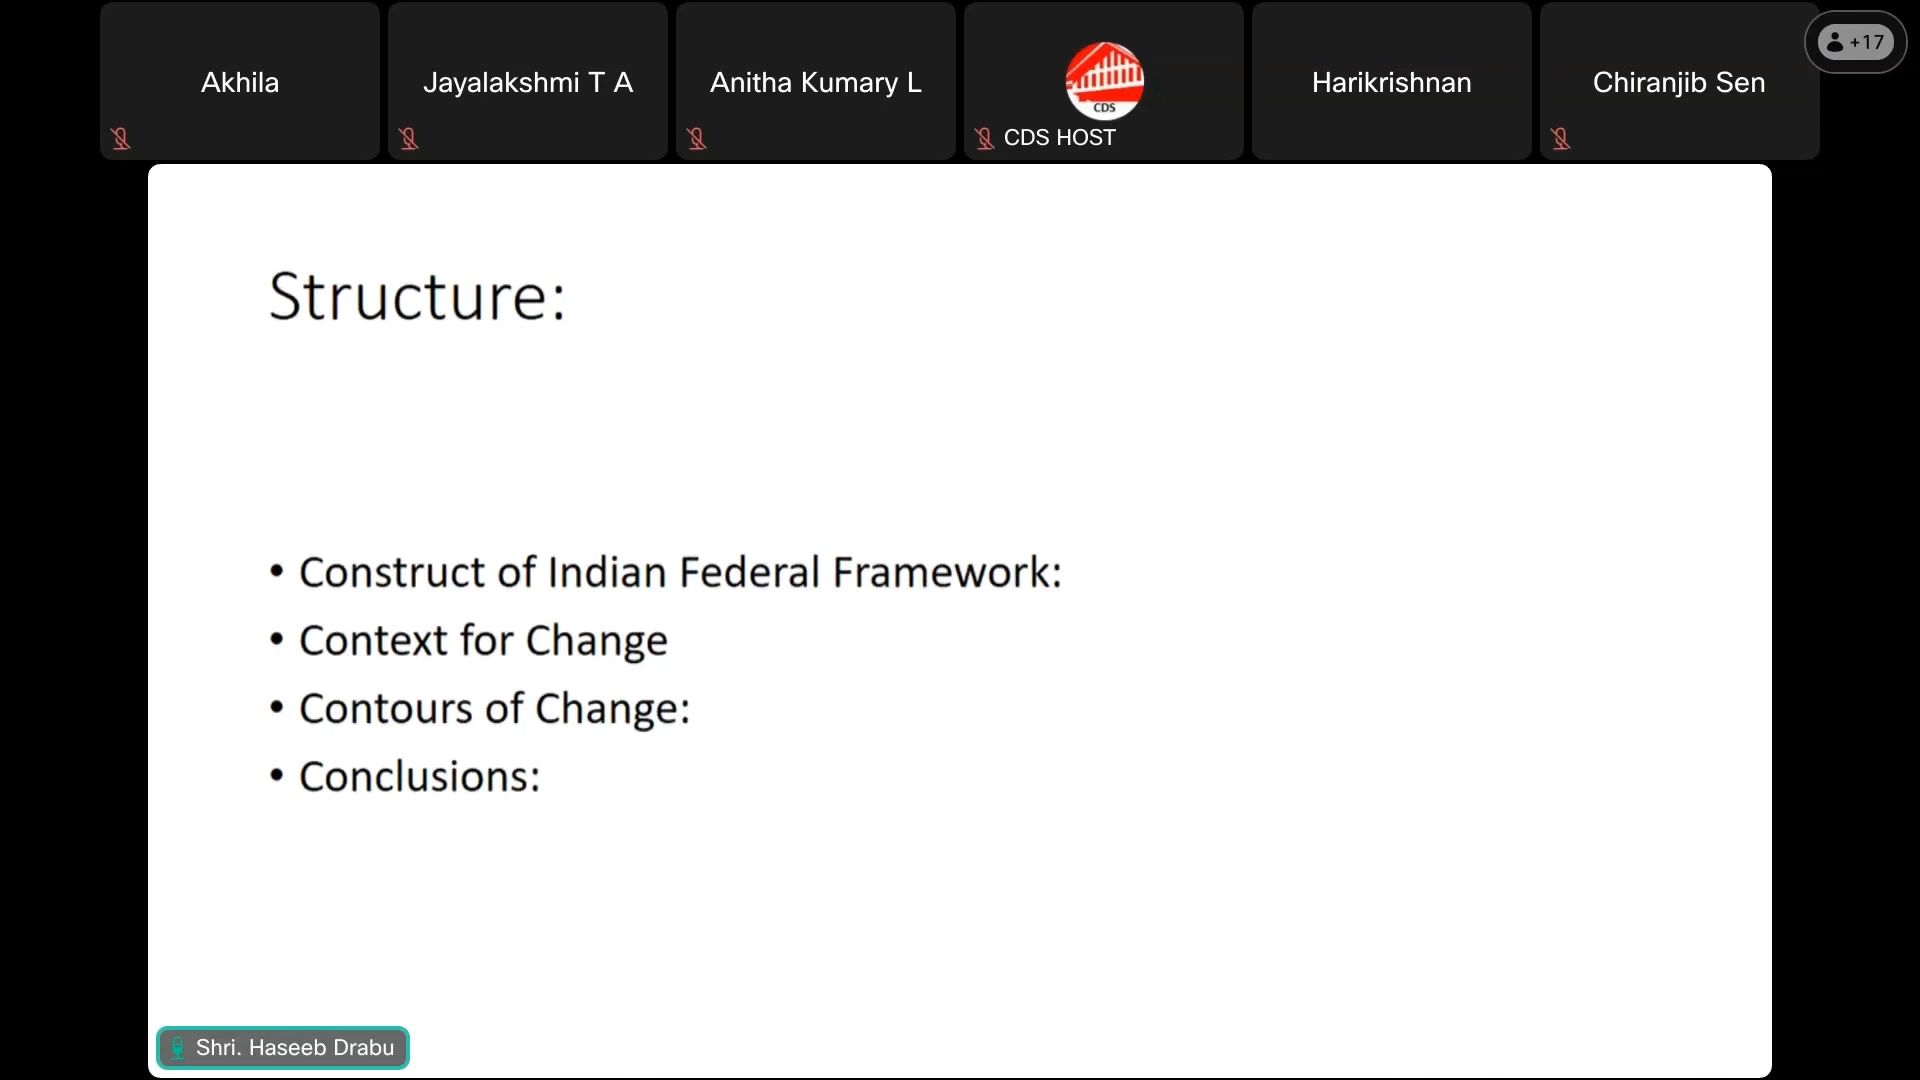 Akhila
Jayalakshmi T A
Anitha Kumary L
CDS
CDS HOST
Harikrishnan
Chiranjib Sen
+17
Structure:
• Construct of Indian Federal Framework:
• Context for Change
• Contours of Change:
• Conclusions:
Shri. Haseeb Drabu